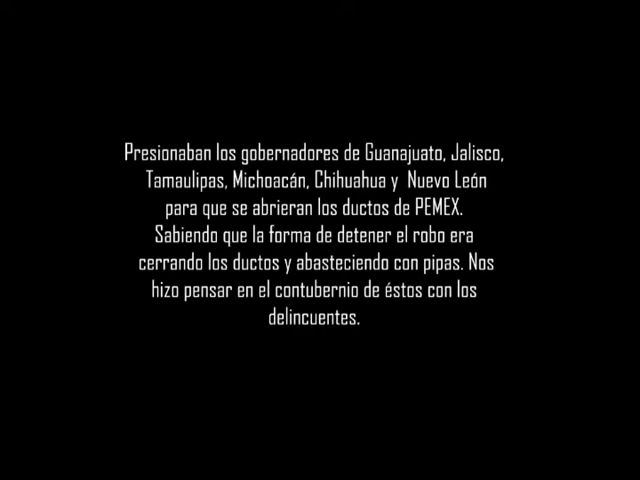 Presionaban los gobernadores de Guanajuato, Jalisco,
Tamaulipas, Michoacán, Chihuahua y Nuevo León
para que se abrieran los ductos de PEMEX.
Sabiendo que la forma de detener el robo era
cerrando los ductos y abasteciendo con pipas. Nos
hizo pensar en el contubernio de éstos con los
delincuentes.